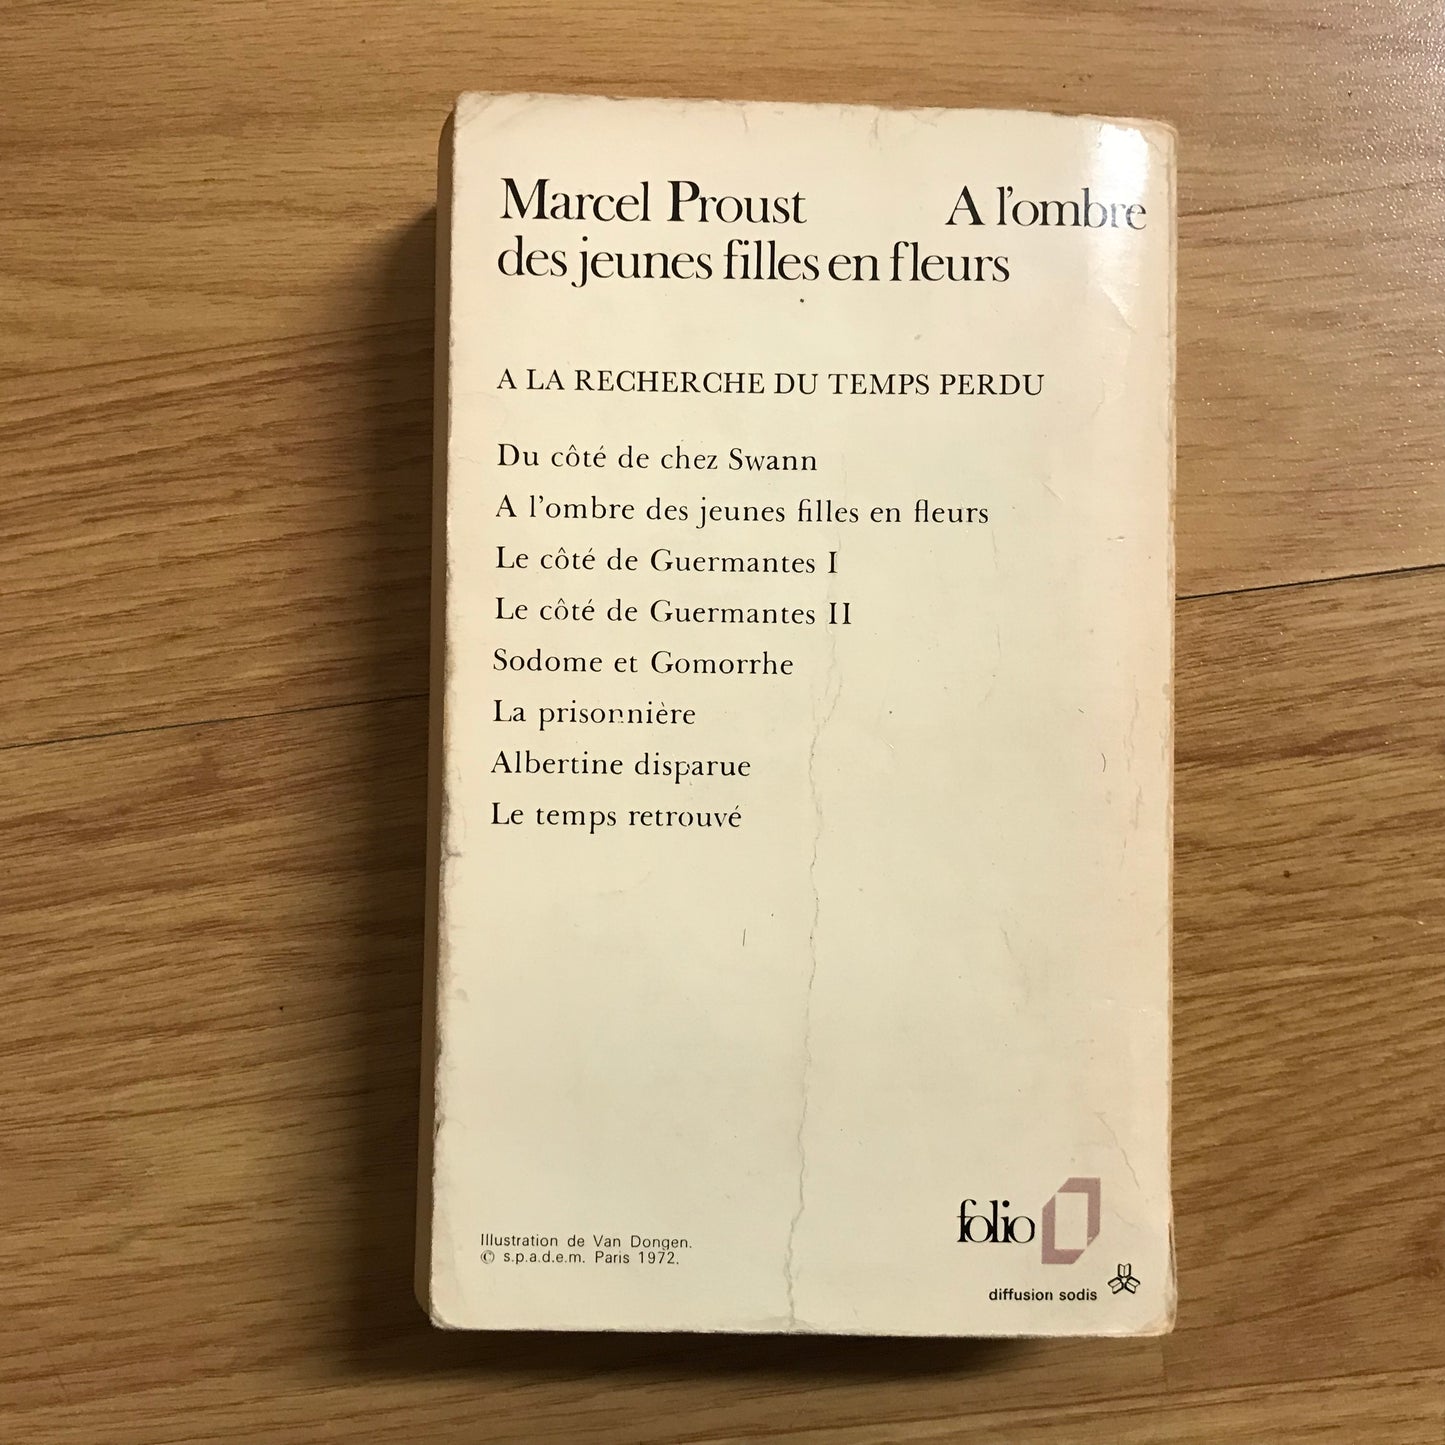 Marcel Proust A l'ombre
des jeunes filles en fleurs
A LA RECHERCHE DU TEMPS PERDU
Du côté de chez Swann
A l'ombre des jeunes filles en fleurs
Le côté de Guermantes I
Le côté de Guermantes II
Sodome et Gomorrhe
La prisonnière
Albertine disparue
Le temps retrouvé
Illustration de Van Dongen.
© s.p.a.d.e.m. Paris 1972.
folio
diffusion sodis